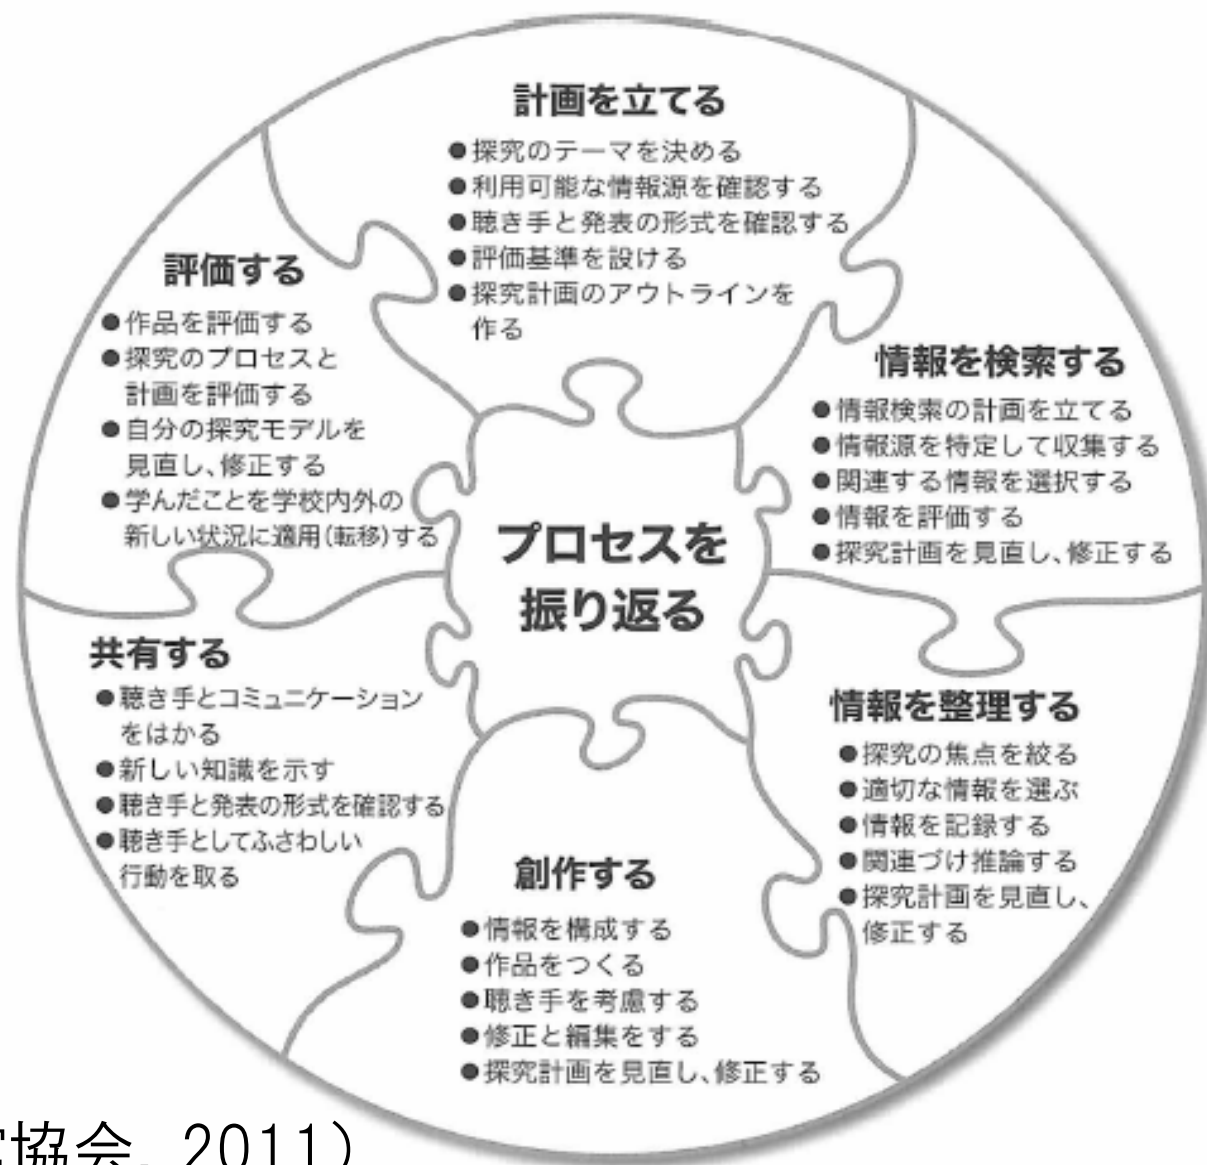 計画を立てる
●探究のテーマを決める
●利用可能な情報源を確認する
●聴き手と発表の形式を確認する
●評価基準を設ける
●探究計画のアウトラインを
作る
情報を検索する
●情報検索の計画を立てる
●情報源を特定して収集する
●関連する情報を選択する
●情報を評価する
●探究計画を見直し、修正する
情報を整理する
●探究の焦点を絞る
●適切な情報を選ぶ
●情報を記録する
●関連づけ推論する
●探究計画を見直し、
修正する
創作する
●情報を構成する
●作品をつくる
●聴き手を考慮する
●修正と編集をする
●探究計画を見直し、修正する
共有する
●聴き手とコミュニケーション
をはかる
●新しい知識を示す
●聴き手と発表の形式を確認する
●聴き手としてふさわしい
行動を取る
評価する
●作品を評価する
●探究のプロセスと
計画を評価する
●自分の探究モデルを
見直し、修正する
●学んだことを学校内外の
新しい状況に適用(転移)する
プロセスを
振り返る
協会, 2011)